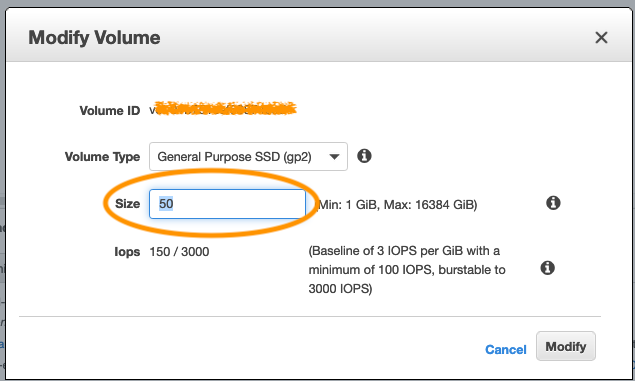 Modify Volume
Volume ID
Volume Type General Purpose SSD (gp2)
Size 50 Min: 1 GiB, Max: 16384 GiB)
Iops 150 / 3000 (Baseline of 3 IOPS per GiB with a
minimum of 100 IOPS, burstable to
3000 IOPS)
Cancel Modify